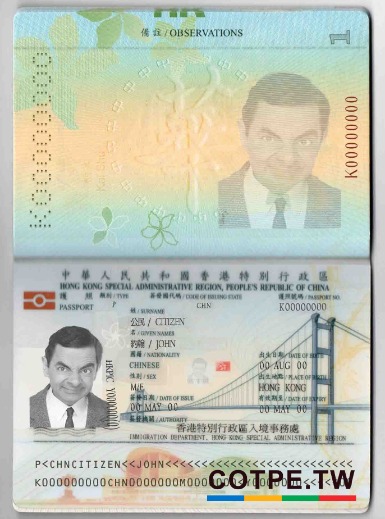 備註 / OBSERVATIONS
1
K00000000
K00000000
中華人民共和國香港特別行政區
HONG KONG SPECIAL ADMINISTRATIVE REGION, PEOPLE'S REPUBLIC OF CHINA
護照 類別 / TYPE 簽發國代碼 / CODE OF ISSUING STATE 護照號碼 / PASSPORT NO.
PASSPORT P CHN K00000000
姓 / SURNAME
公民 / CITIZEN
名 / GIVEN NAMES
約翰 / JOHN
國籍 / NATIONALITY 出生日期 / DATE OF BIRTH
CHINESE 00 AUG 00
性別 / SEX 出生地點 / PLACE OF BIRTH
M/F HONG KONG
簽發日期 / DATE OF ISSUE 有效期至 / DATE OF EXPIRY
00 MAY 00 00 MAY 00
簽發機關 / AUTHORITY
香港特別行政區入境事務處
IMMIGRATION DEPARTMENT, HONG KONG SPECIAL ADMINISTRATIVE REGION
P<CHNCITIZEN<<JOHN<<<<<<
COTPE.TW